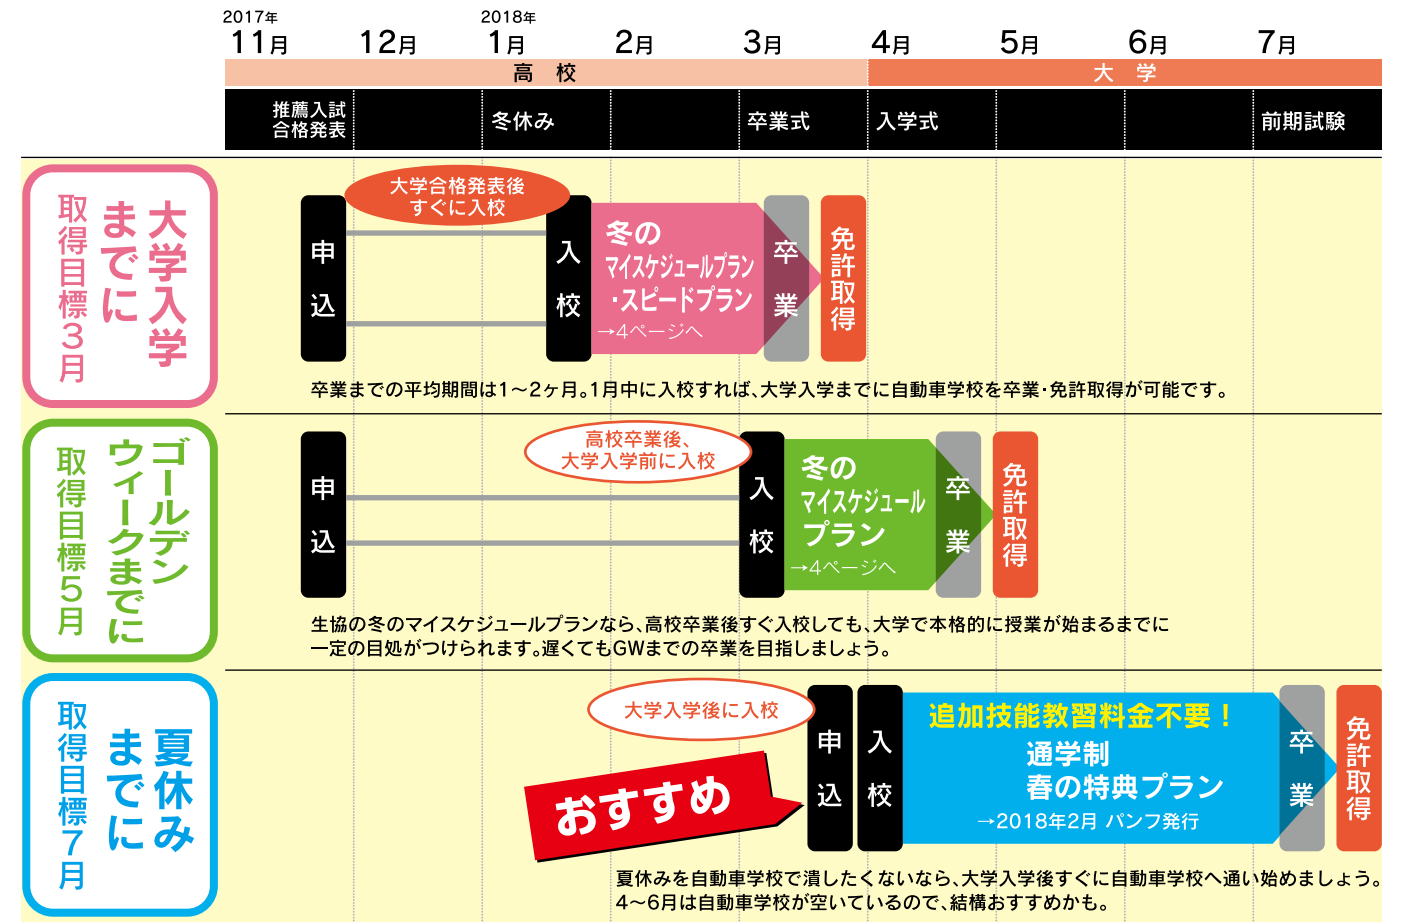 2017年
11月
12月
2018年
1月
2月
3月
4月
5月
6月
7月
高校
大学
推薦入試
合格発表
冬休み
卒業式
入学式
前期試験
大学入学
までに
取得目標3月
申込
大学合格発表後
すぐに入校
入校
冬の
マイスケジュールプラン
・スピードプラン
→4ページへ
卒業
免許取得
卒業までの平均期間は1～2ヶ月。1月中に入校すれば、大学入学までに自動車学校を卒業・免許取得が可能です。
ゴールデン
ウィークまでに
取得目標5月
申込
高校卒業後、
大学入学前に入校
入校
冬の
マイスケジュール
プラン
→4ページへ
卒業
免許取得
生協の冬のマイスケジュールプランなら、高校卒業後すぐ入校しても、大学で本格的に授業が始まるまでに
一定の目処がつけられます。遅くてもGWまでの卒業を目指しましょう。
夏休み
までに
取得目標7月
大学入学後に入校
おすすめ
申込
入校
追加技能教習料金不要！
通学制
春の特典プラン
→2018年2月 パンフ発行
卒業
免許取得
夏休みを自動車学校で潰したくないなら、大学入学後すぐに自動車学校へ通い始めましょう。
4～6月は自動車学校が空いているので、結構おすすめかも。